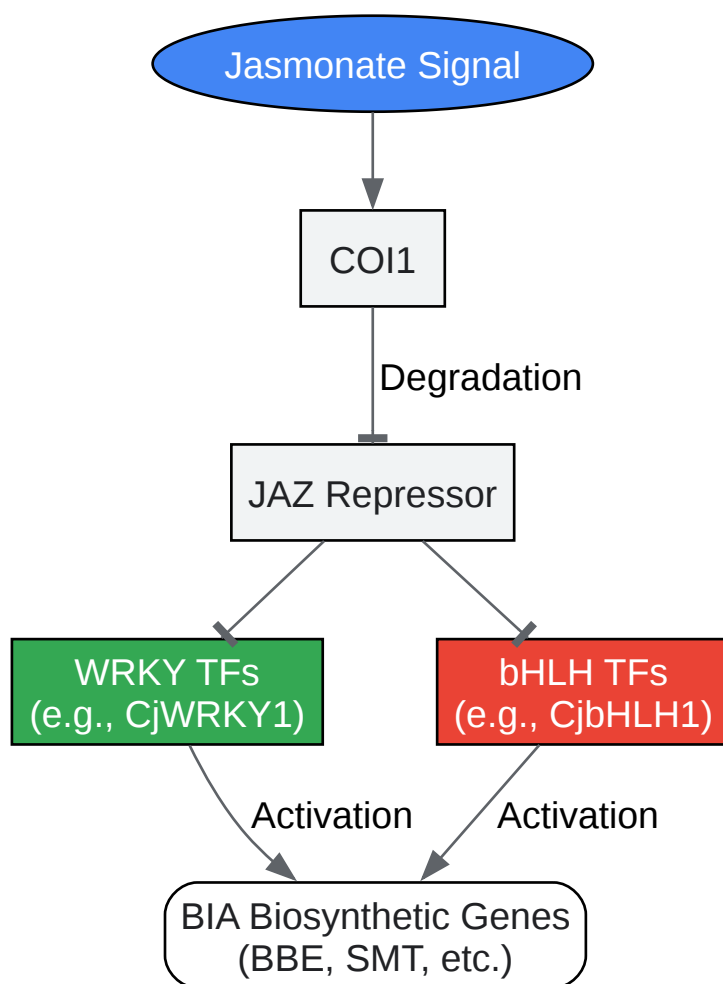 Jasmonate Signal
COI1
Degradation
JAZ Repressor
WRKY TFs
(e.g., CjWRKY1)
bHLH TFs
(e.g., CjbHLH1)
Activation
Activation
BIA Biosynthetic Genes
(BBE, SMT, etc.)